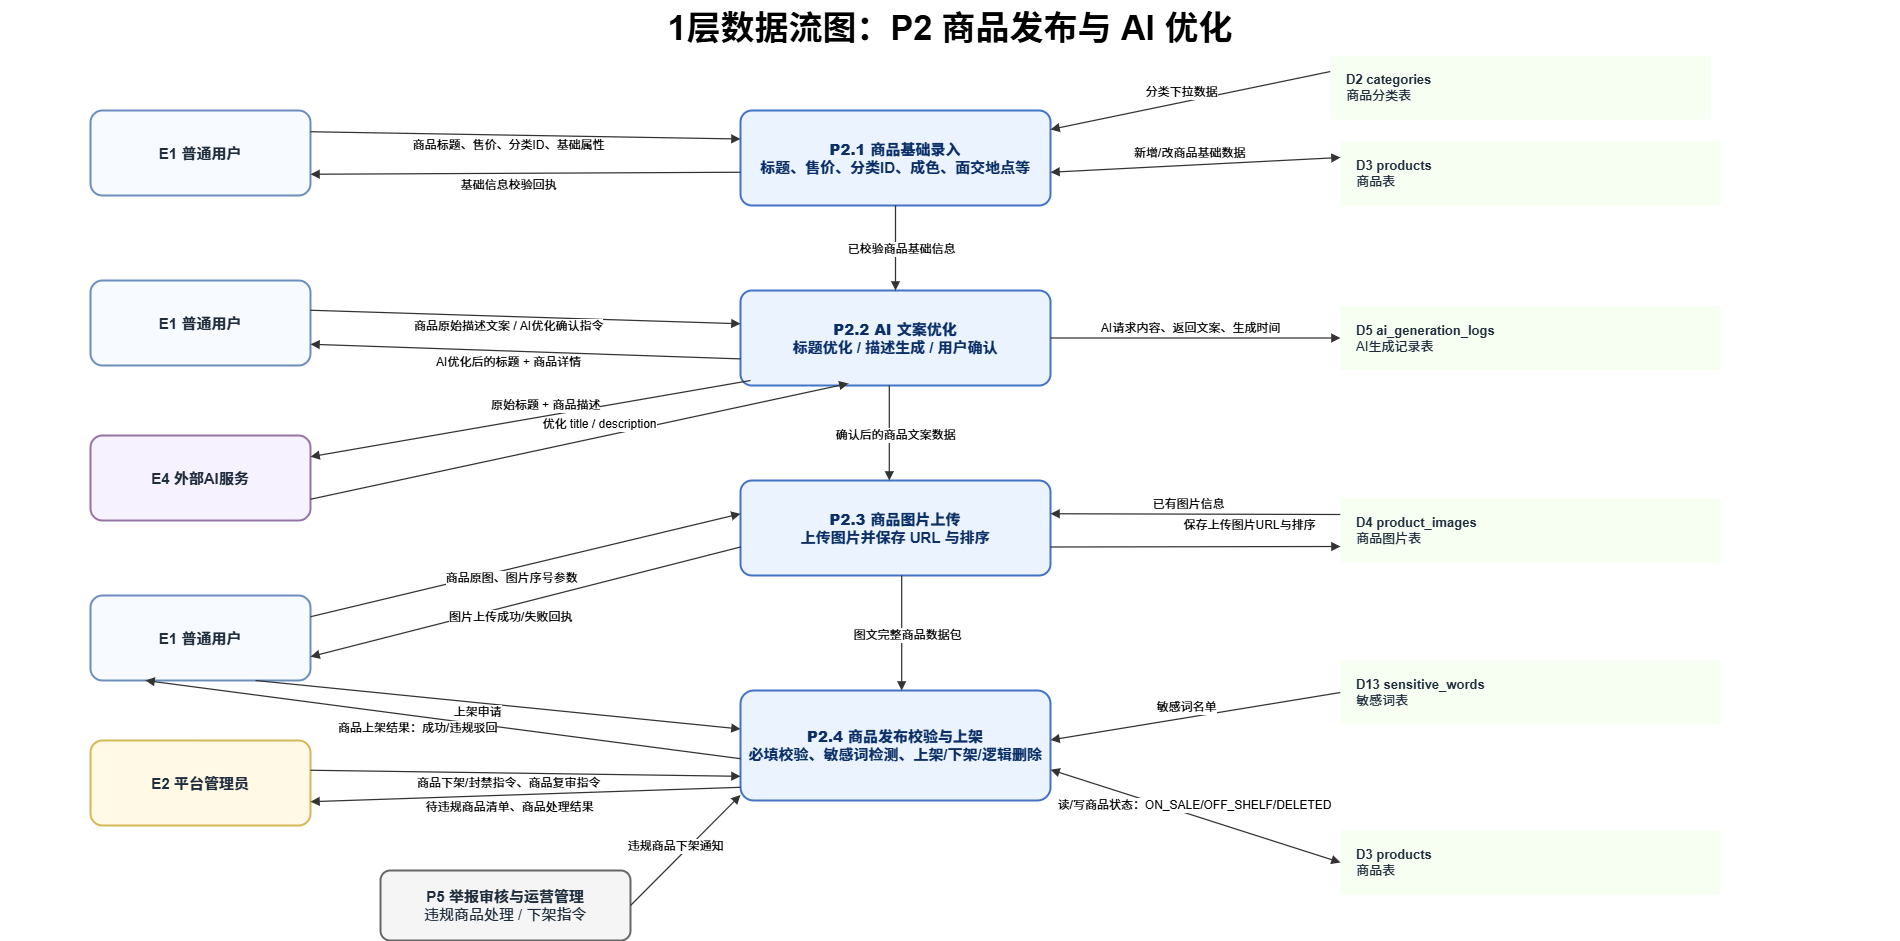 1层数据流图：P2 商品发布与 AI 优化
D2 categories
商品分类表
分类下拉数据
E1 普通用户
商品标题、售价、分类ID、基础属性
基础信息校验回执
P2.1 商品基础录入
标题、售价、分类ID、成色、面交地点等
新增/改商品基础数据
D3 products
商品表
已校验商品基础信息
E1 普通用户
商品原始描述文案 / AI优化确认指令
AI优化后的标题 + 商品详情
P2.2 AI 文案优化
标题优化 / 描述生成 / 用户确认
AI请求内容、返回文案、生成时间
D5 ai_generation_logs
AI生成记录表
原始标题 + 商品描述
优化 title / description
确认后的商品文案数据
E4 外部AI服务
P2.3 商品图片上传
上传图片并保存 URL 与排序
已有图片信息
保存上传图片URL与排序
D4 product_images
商品图片表
商品原图、图片序号参数
图片上传成功/失败回执
E1 普通用户
图文完整商品数据包
上架申请
商品上架结果：成功/违规驳回
P2.4 商品发布校验与上架
必填校验、敏感词检测、上架/下架/逻辑删除
敏感词名单
D13 sensitive_words
敏感词表
E2 平台管理员
商品下架/封禁指令、商品复审指令
待违规商品清单、商品处理结果
读/写商品状态：ON_SALE/OFF_SHELF/DELETED
违规商品下架通知
D3 products
商品表
P5 举报审核与运营管理
违规商品处理 / 下架指令